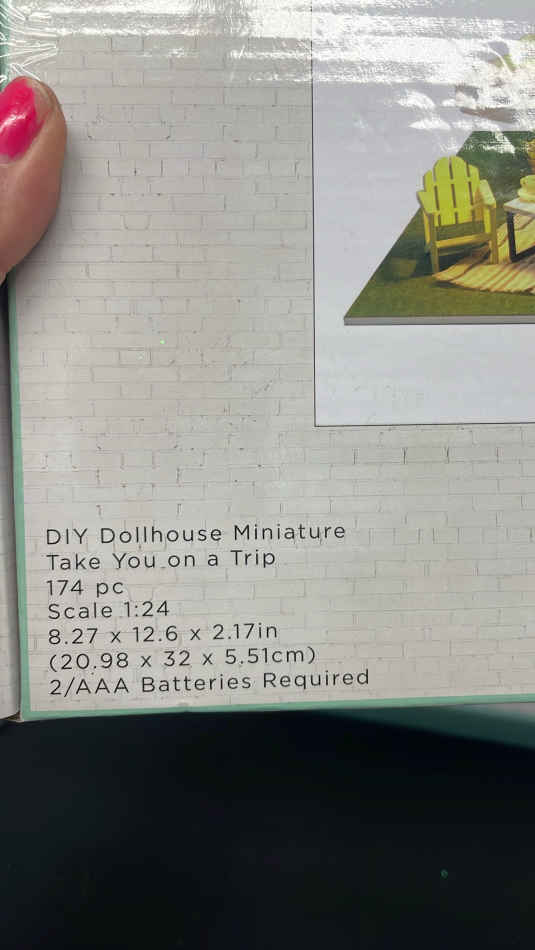 DIY Dollhouse Miniature
Take You on a Trip
174 pc
Scale 1:24
8.27 x 12.6 x 2.17in
(20.98 x 32 x 5.51cm)
2/AAA Batteries Required